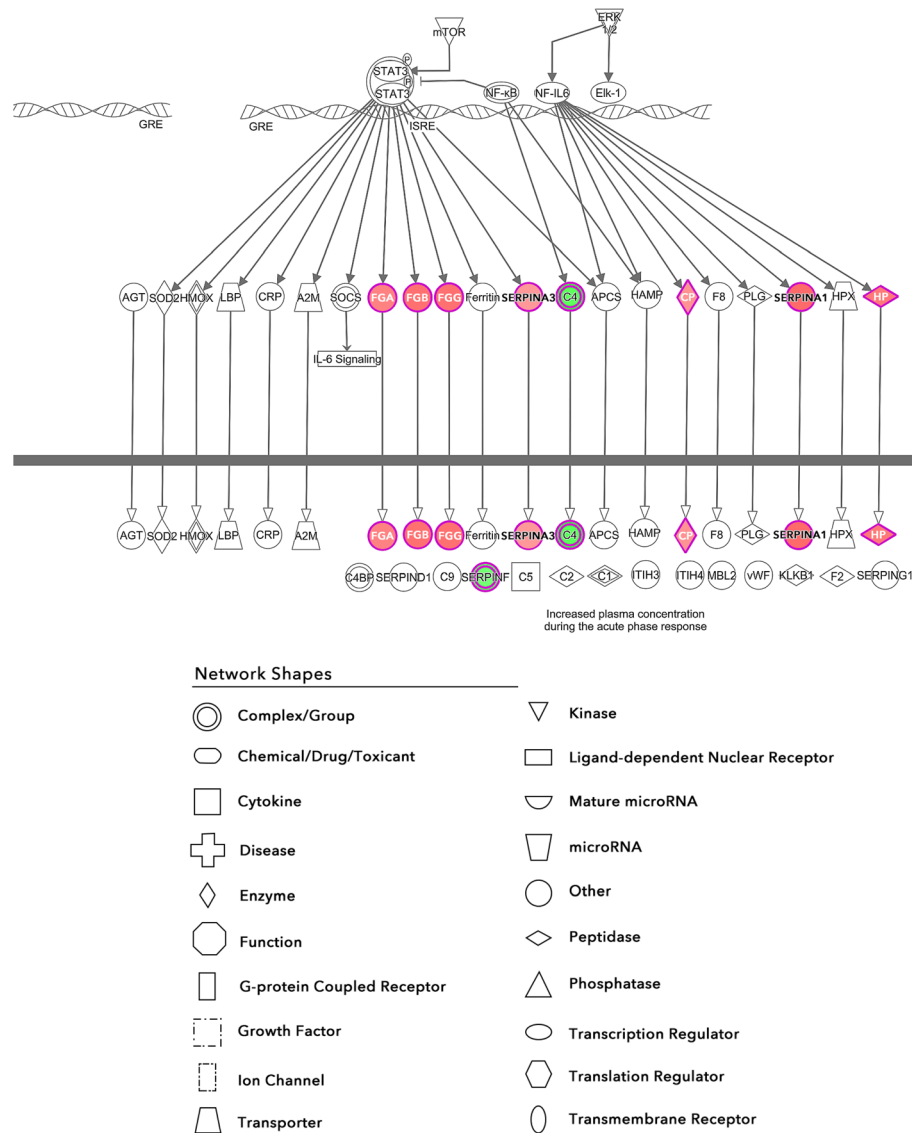 mTOR
ERK
1/2
STAT3
P
P
STAT3
NF-κB
NF-IL6
Elk-1
GRE
GRE
ISRE
AGT SOD2 HMOX LBP CRP A2M SOCS FGA FGB FGG Ferritin SERPINA3 C4 APCS HAMP CP F8 PLG SERPINA1 HPX HP
IL-6 Signaling
AGT SOD2 HMOX LBP CRP A2M FGA FGB FGG Ferritin SERPINA3 C4 APCS HAMP CP F8 PLG SERPINA1 HPX HP
C4BP SERPIND1 C9 SERPINF C5 C2 C1 ITIH3 ITIH4 MBL2 vWF KLKB1 F2 SERPING1
Increased plasma concentration
during the acute phase response
Network Shapes
Complex/Group
Chemical/Drug/Toxicant
Cytokine
Disease
Enzyme
Function
G-protein Coupled Receptor
Growth Factor
Ion Channel
Transporter
Kinase
Ligand-dependent Nuclear Receptor
Mature microRNA
microRNA
Other
Peptidase
Phosphatase
Transcription Regulator
Translation Regulator
Transmembrane Receptor